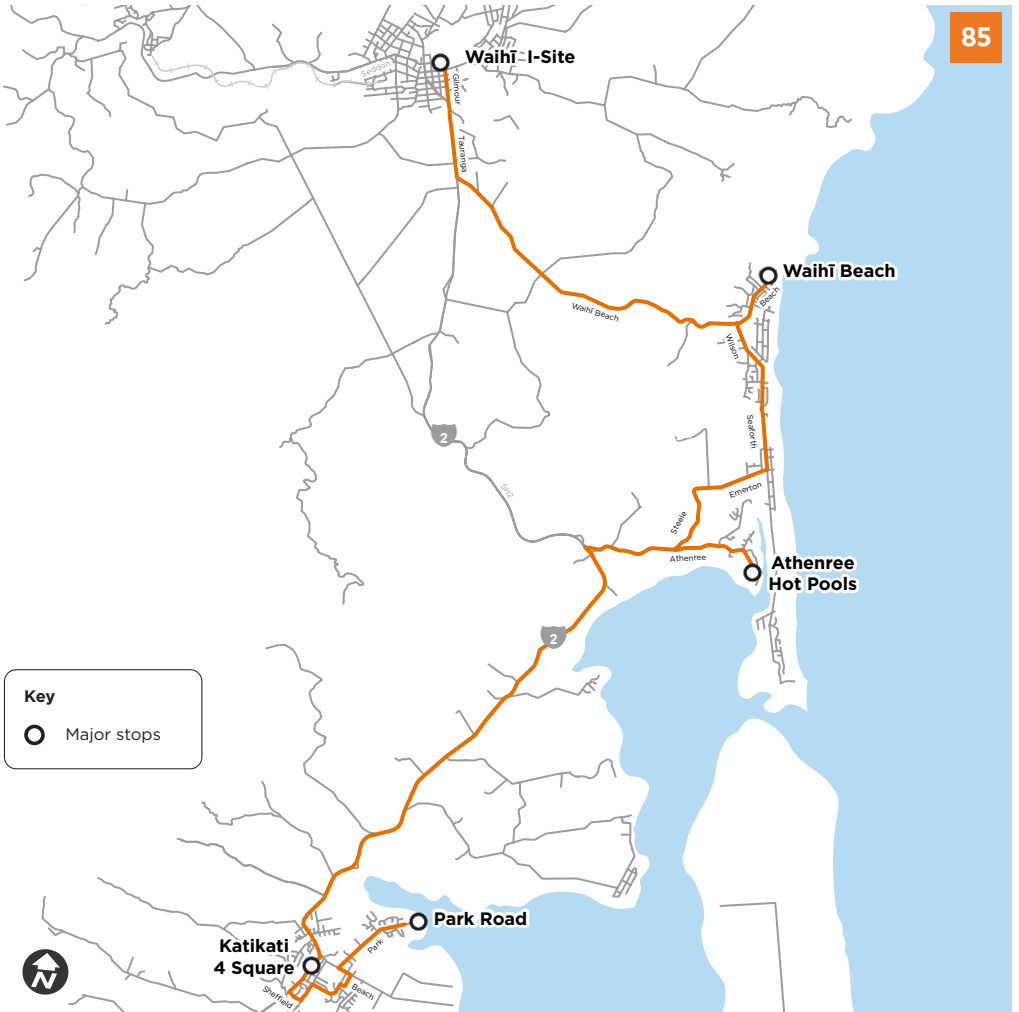 85
Waihī I-Site
Seddon
Gilmour
Tauranga
Waihī Beach
Beach
Waihī Beach
Wilson
Seaforth
2
SH2
Emerton
Steele
Athenree
Athenree
Hot Pools
2
Key
Major stops
Park Road
Katikati
4 Square
Park
Beach
Sheffield
N